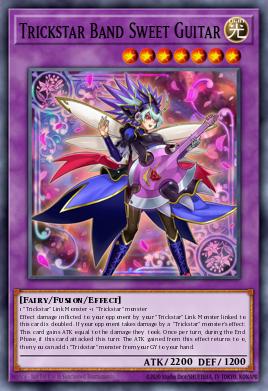 TRICKSTAR BAND SWEET GUITAR
光
[FAIRY/FUSION/EFFECT]
1 "Trickstar" Link Monster +1 "Trickstar" monster
Effect damage inflicted to your opponent by your "Trickstar" Link Monster linked to
this card is doubled. If your opponent takes damage by a "Trickstar" monster's effect:
This card gains ATK equal to the damage they took. Once per turn, during the End
Phase, if this card attacked this turn: The ATK gained from this effect returns to 0,
then you can add 1 "Trickstar" monster from your GY to your hand.
ATK/2200 DEF/1200